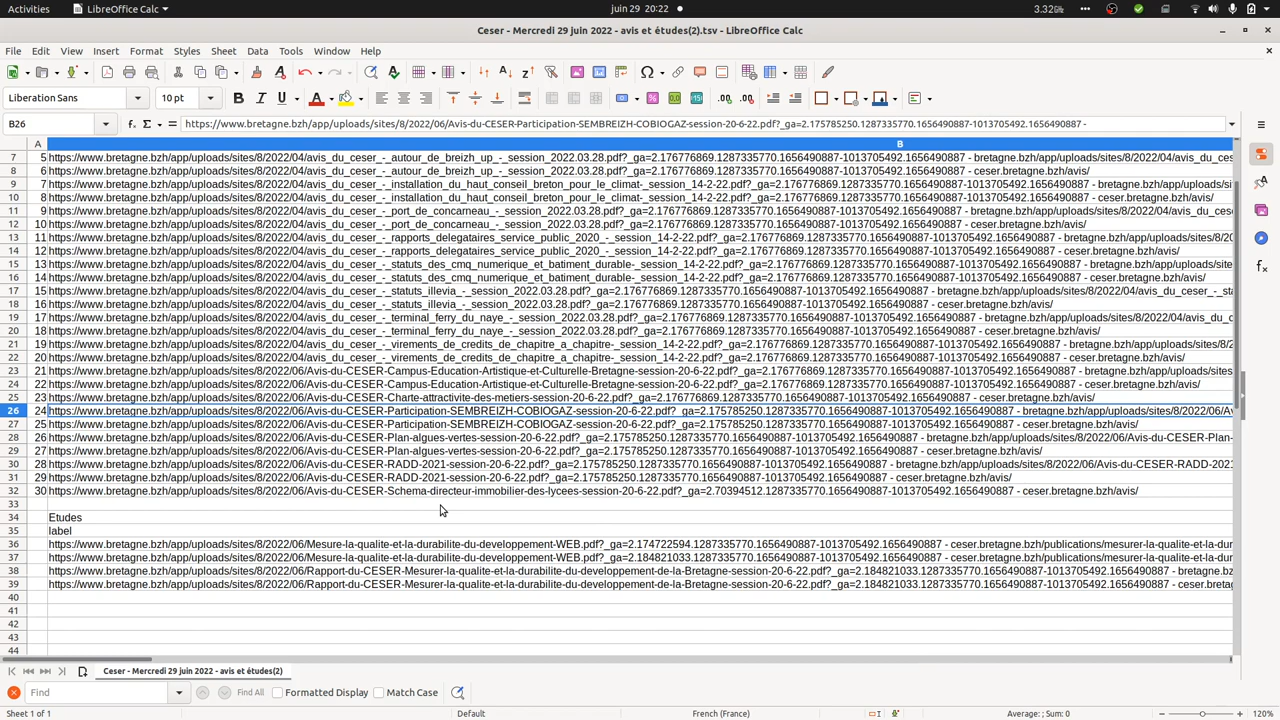 Activities LibreOffice Calc juin 29 20:22 3.32 GiB
Ceser - Mercredi 29 juin 2022 - avis et études(2).tsv - LibreOffice Calc
File Edit View Insert Format Styles Sheet Data Tools Window Help
Liberation Sans 10 pt
B26 https://www.bretagne.bzh/app/uploads/sites/8/2022/06/Avis-du-CESER-Participation-SEMBREIZH-COBIOGAZ-session-20-6-22.pdf?_ga=2.175785250.1287335770.1656490887-1013705492.1656490887 -
A B
7 5 https://www.bretagne.bzh/app/uploads/sites/8/2022/04/avis_du_ceser_-_autour_de_breizh_up_-_session_2022.03.28.pdf?_ga=2.176776869.1287335770.1656490887-1013705492.1656490887 - bretagne.bzh/app/uploads/sites/8/2022/04/avis_du_ces
8 6 https://www.bretagne.bzh/app/uploads/sites/8/2022/04/avis_du_ceser_-_autour_de_breizh_up_-_session_2022.03.28.pdf?_ga=2.176776869.1287335770.1656490887-1013705492.1656490887 - ceser.bretagne.bzh/avis/
9 7 https://www.bretagne.bzh/app/uploads/sites/8/2022/04/avis_du_ceser_-_installation_du_haut_conseil_breton_pour_le_climat-_session_14-2-22.pdf?_ga=2.176776869.1287335770.1656490887-1013705492.1656490887 - bretagne.bzh/app/uploads/si
10 8 https://www.bretagne.bzh/app/uploads/sites/8/2022/04/avis_du_ceser_-_installation_du_haut_conseil_breton_pour_le_climat-_session_14-2-22.pdf?_ga=2.176776869.1287335770.1656490887-1013705492.1656490887 - ceser.bretagne.bzh/avis/
11 9 https://www.bretagne.bzh/app/uploads/sites/8/2022/04/avis_du_ceser_-_port_de_concarneau_-_session_2022.03.28.pdf?_ga=2.176776869.1287335770.1656490887-1013705492.1656490887 - bretagne.bzh/app/uploads/sites/8/2022/04/avis_du_cese
12 10 https://www.bretagne.bzh/app/uploads/sites/8/2022/04/avis_du_ceser_-_port_de_concarneau_-_session_2022.03.28.pdf?_ga=2.176776869.1287335770.1656490887-1013705492.1656490887 - ceser.bretagne.bzh/avis/
13 11 https://www.bretagne.bzh/app/uploads/sites/8/2022/04/avis_du_ceser_-_rapports_delegataires_service_public_2020_-_session_14-2-22.pdf?_ga=2.176776869.1287335770.1656490887-1013705492.1656490887 - bretagne.bzh/app/uploads/sites/8/20
14 12 https://www.bretagne.bzh/app/uploads/sites/8/2022/04/avis_du_ceser_-_rapports_delegataires_service_public_2020_-_session_14-2-22.pdf?_ga=2.176776869.1287335770.1656490887-1013705492.1656490887 - ceser.bretagne.bzh/avis/
15 13 https://www.bretagne.bzh/app/uploads/sites/8/2022/04/avis_du_ceser_-_statuts_des_cmq_numerique_et_batiment_durable-_session_14-2-22.pdf?_ga=2.176776869.1287335770.1656490887-1013705492.1656490887 - bretagne.bzh/app/uploads/sites
16 14 https://www.bretagne.bzh/app/uploads/sites/8/2022/04/avis_du_ceser_-_statuts_des_cmq_numerique_et_batiment_durable-_session_14-2-22.pdf?_ga=2.176776869.1287335770.1656490887-1013705492.1656490887 - ceser.bretagne.bzh/avis/
17 15 https://www.bretagne.bzh/app/uploads/sites/8/2022/04/avis_du_ceser_-_statuts_illevia_-_session_2022.03.28.pdf?_ga=2.176776869.1287335770.1656490887-1013705492.1656490887 - bretagne.bzh/app/uploads/sites/8/2022/04/avis_du_ceser_-_sta
18 16 https://www.bretagne.bzh/app/uploads/sites/8/2022/04/avis_du_ceser_-_statuts_illevia_-_session_2022.03.28.pdf?_ga=2.176776869.1287335770.1656490887-1013705492.1656490887 - ceser.bretagne.bzh/avis/
19 17 https://www.bretagne.bzh/app/uploads/sites/8/2022/04/avis_du_ceser_-_terminal_ferry_du_naye_-_session_2022.03.28.pdf?_ga=2.176776869.1287335770.1656490887-1013705492.1656490887 - bretagne.bzh/app/uploads/sites/8/2022/04/avis_du_c
20 18 https://www.bretagne.bzh/app/uploads/sites/8/2022/04/avis_du_ceser_-_terminal_ferry_du_naye_-_session_2022.03.28.pdf?_ga=2.176776869.1287335770.1656490887-1013705492.1656490887 - ceser.bretagne.bzh/avis/
21 19 https://www.bretagne.bzh/app/uploads/sites/8/2022/04/avis_du_ceser_-_virements_de_credits_de_chapitre_a_chapitre-_session_14-2-22.pdf?_ga=2.176776869.1287335770.1656490887-1013705492.1656490887 - bretagne.bzh/app/uploads/sites/8/2
22 20 https://www.bretagne.bzh/app/uploads/sites/8/2022/04/avis_du_ceser_-_virements_de_credits_de_chapitre_a_chapitre-_session_14-2-22.pdf?_ga=2.176776869.1287335770.1656490887-1013705492.1656490887 - ceser.bretagne.bzh/avis/
23 21 https://www.bretagne.bzh/app/uploads/sites/8/2022/06/Avis-du-CESER-Campus-Education-Artistique-et-Culturelle-Bretagne-session-20-6-22.pdf?_ga=2.176776869.1287335770.1656490887-1013705492.1656490887 - bretagne.bzh/app/uploads/sites
24 22 https://www.bretagne.bzh/app/uploads/sites/8/2022/06/Avis-du-CESER-Campus-Education-Artistique-et-Culturelle-Bretagne-session-20-6-22.pdf?_ga=2.176776869.1287335770.1656490887-1013705492.1656490887 - ceser.bretagne.bzh/avis/
25 23 https://www.bretagne.bzh/app/uploads/sites/8/2022/06/Avis-du-CESER-Charte-attractivite-des-metiers-session-20-6-22.pdf?_ga=2.176776869.1287335770.1656490887-1013705492.1656490887 - ceser.bretagne.bzh/avis/
26 24 https://www.bretagne.bzh/app/uploads/sites/8/2022/06/Avis-du-CESER-Participation-SEMBREIZH-COBIOGAZ-session-20-6-22.pdf?_ga=2.175785250.1287335770.1656490887-1013705492.1656490887 - bretagne.bzh/app/uploads/sites/8/2022/06/Av
27 25 https://www.bretagne.bzh/app/uploads/sites/8/2022/06/Avis-du-CESER-Participation-SEMBREIZH-COBIOGAZ-session-20-6-22.pdf?_ga=2.175785250.1287335770.1656490887-1013705492.1656490887 - ceser.bretagne.bzh/avis/
28 26 https://www.bretagne.bzh/app/uploads/sites/8/2022/06/Avis-du-CESER-Plan-algues-vertes-session-20-6-22.pdf?_ga=2.175785250.1287335770.1656490887-1013705492.1656490887 - bretagne.bzh/app/uploads/sites/8/2022/06/Avis-du-CESER-Plan-
29 27 https://www.bretagne.bzh/app/uploads/sites/8/2022/06/Avis-du-CESER-Plan-algues-vertes-session-20-6-22.pdf?_ga=2.175785250.1287335770.1656490887-1013705492.1656490887 - ceser.bretagne.bzh/avis/
30 28 https://www.bretagne.bzh/app/uploads/sites/8/2022/06/Avis-du-CESER-RADD-2021-session-20-6-22.pdf?_ga=2.175785250.1287335770.1656490887-1013705492.1656490887 - bretagne.bzh/app/uploads/sites/8/2022/06/Avis-du-CESER-RADD-2021
31 29 https://www.bretagne.bzh/app/uploads/sites/8/2022/06/Avis-du-CESER-RADD-2021-session-20-6-22.pdf?_ga=2.175785250.1287335770.1656490887-1013705492.1656490887 - ceser.bretagne.bzh/avis/
32 30 https://www.bretagne.bzh/app/uploads/sites/8/2022/06/Avis-du-CESER-Schema-directeur-immobilier-des-lycees-session-20-6-22.pdf?_ga=2.70394512.1287335770.1656490887-1013705492.1656490887 - ceser.bretagne.bzh/avis/
33
34 Etudes
35 label
36 https://www.bretagne.bzh/app/uploads/sites/8/2022/06/Mesure-la-qualite-et-la-durabilite-du-developpement-WEB.pdf?_ga=2.174722594.1287335770.1656490887-1013705492.1656490887 - ceser.bretagne.bzh/publications/mesure-la-qualite-et-la-dur
37 https://www.bretagne.bzh/app/uploads/sites/8/2022/06/Mesure-la-qualite-et-la-durabilite-du-developpement-WEB.pdf?_ga=2.184821033.1287335770.1656490887-1013705492.1656490887 - ceser.bretagne.bzh/publications/mesure-la-qualite-et-la-dur
38 https://www.bretagne.bzh/app/uploads/sites/8/2022/06/Rapport-du-CESER-Mesurer-la-qualite-et-la-durabilite-du-developpement-de-la-Bretagne-session-20-6-22.pdf?_ga=2.184821033.1287335770.1656490887-1013705492.1656490887 - bretagne.bz
39 https://www.bretagne.bzh/app/uploads/sites/8/2022/06/Rapport-du-CESER-Mesurer-la-qualite-et-la-durabilite-du-developpement-de-la-Bretagne-session-20-6-22.pdf?_ga=2.184821033.1287335770.1656490887-1013705492.1656490887 - ceser.bretag
40
41
42
43
44
Ceser - Mercredi 29 juin 2022 - avis et études(2)
Find Find All Formatted Display Match Case
Sheet 1 of 1 Default French (France) Average: ; Sum: 0 120%